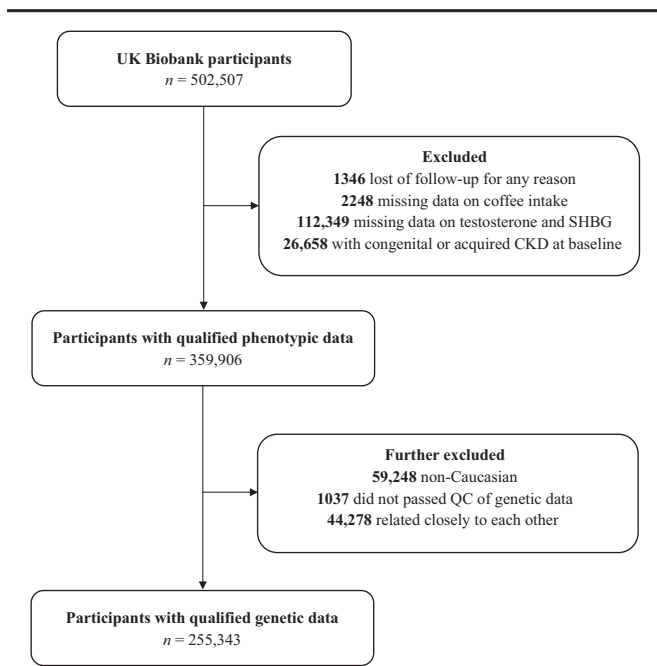 UK Biobank participants
n = 502,507
Excluded
1346 lost of follow-up for any reason
2248 missing data on coffee intake
112,349 missing data on testosterone and SHBG
26,658 with congenital or acquired CKD at baseline
Participants with qualified phenotypic data
n = 359,906
Further excluded
59,248 non-Caucasian
1037 did not passed QC of genetic data
44,278 related closely to each other
Participants with qualified genetic data
n = 255,343